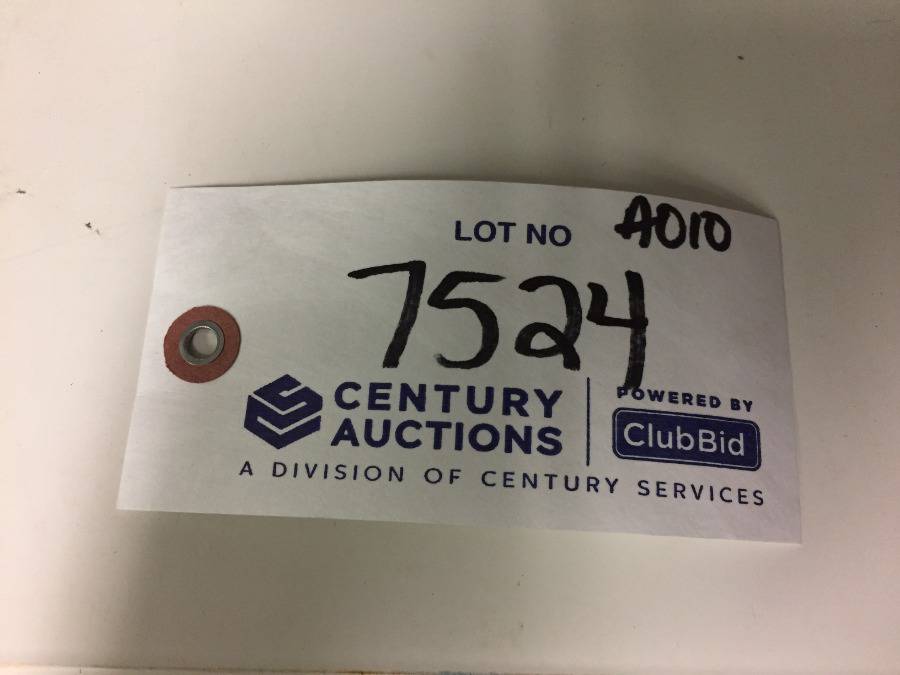 LOT NO A010
7524
CENTURY AUCTIONS
POWERED BY
ClubBid
A DIVISION OF CENTURY SERVICES